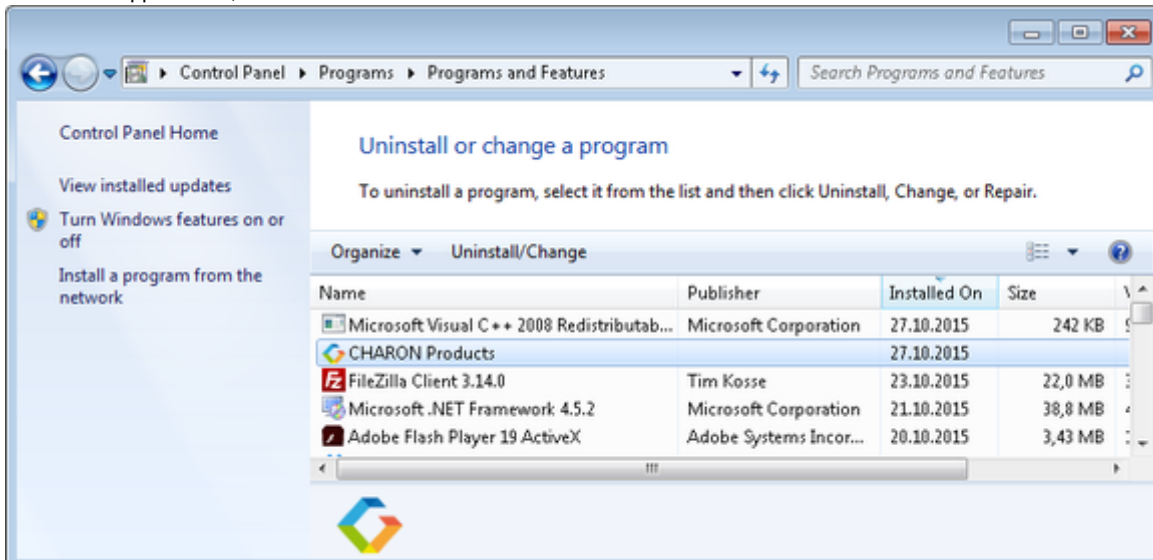 Control Panel ▸ Programs ▸ Programs and Features
Search Programs and Features
Control Panel Home
View installed updates
Turn Windows features on or
off
Install a program from the
network
Uninstall or change a program
To uninstall a program, select it from the list and then click Uninstall, Change, or Repair.
Organize Uninstall/Change
Name Publisher Installed On Size
Microsoft Visual C++ 2008 Redistributab... Microsoft Corporation 27.10.2015 242 KB
CHARON Products 27.10.2015
FileZilla Client 3.14.0 Tim Kosse 23.10.2015 22,0 MB
Microsoft .NET Framework 4.5.2 Microsoft Corporation 21.10.2015 38,8 MB
Adobe Flash Player 19 ActiveX Adobe Systems Incor... 20.10.2015 3,43 MB